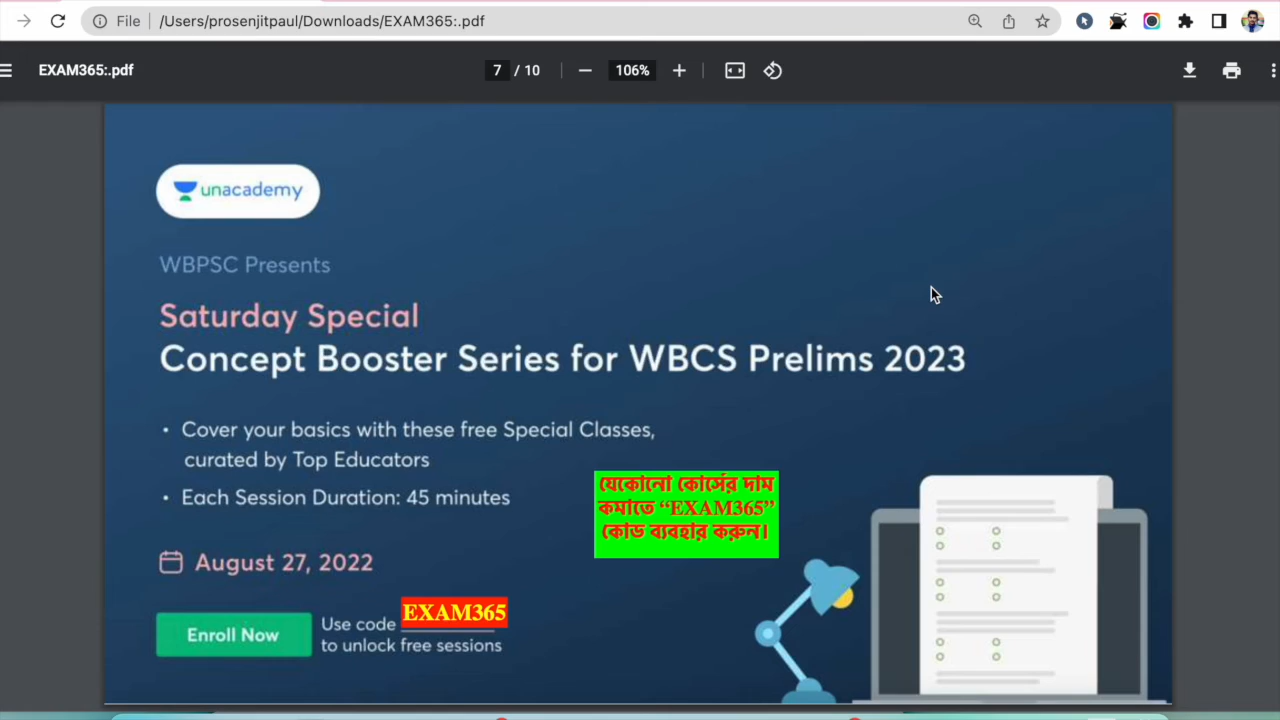 File
/Users/prosenjitpaul/Downloads/EXAM365:.pdf
EXAM365:.pdf
7 / 10
106%
unacademy
WBPSC Presents
Saturday Special
Concept Booster Series for WBCS Prelims 2023
• Cover your basics with these free Special Classes,
curated by Top Educators
• Each Session Duration: 45 minutes
যেকোনো কোর্সের দাম
কমাতে “EXAM365”
কোড ব্যবহার করুন।
August 27, 2022
Enroll Now
Use code EXAM365
to unlock free sessions